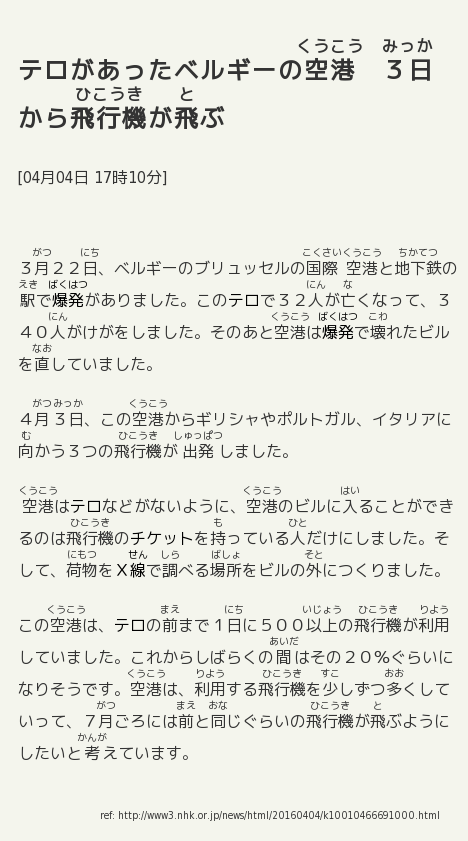 テロがあったベルギーの空港　３日
から飛行機が飛ぶ
[04月04日 17時10分]
３月２２日、ベルギーのブリュッセルの国際空港と地下鉄の
駅で爆発がありました。このテロで３２人が亡くなって、３
４０人がけがをしました。そのあと空港は爆発で壊れたビル
を直していました。
４月３日、この空港からギリシャやポルトガル、イタリアに
向かう３つの飛行機が出発しました。
空港はテロなどがないように、空港のビルに入ることができ
るのは飛行機のチケットを持っている人だけにしました。そ
して、荷物をＸ線で調べる場所をビルの外につくりました。
この空港は、テロの前まで１日に５００以上の飛行機が利用
していました。これからしばらくの間はその２０％ぐらいに
なりそうです。空港は、利用する飛行機を少しずつ多くして
いって、７月ごろには前と同じぐらいの飛行機が飛ぶように
したいと考えています。
ref: http://www3.nhk.or.jp/news/html/20160404/k10010466691000.html